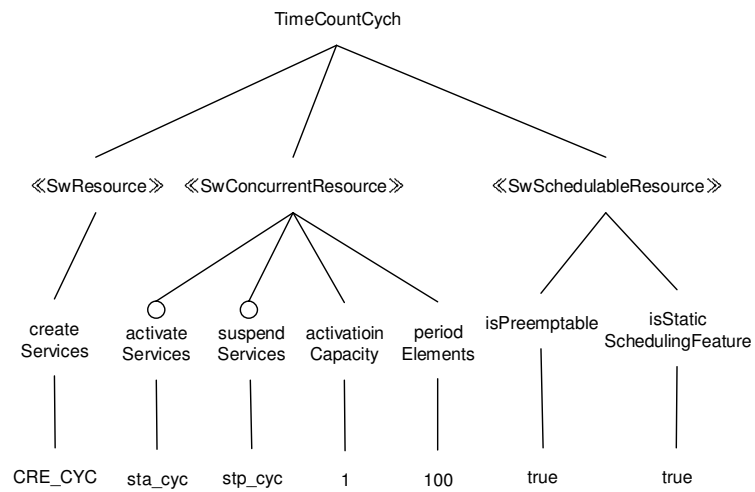 TimeCountCych
≪SwResource≫ ≪SwConcurrentResource≫ ≪SwSchedulableResource≫
create
Services
activate
Services
suspend
Services
activatioin
Capacity
period
Elements
isPreemptable
isStatic
SchedulingFeature
CRE_CYC sta_cyc stp_cyc 1 100 true true